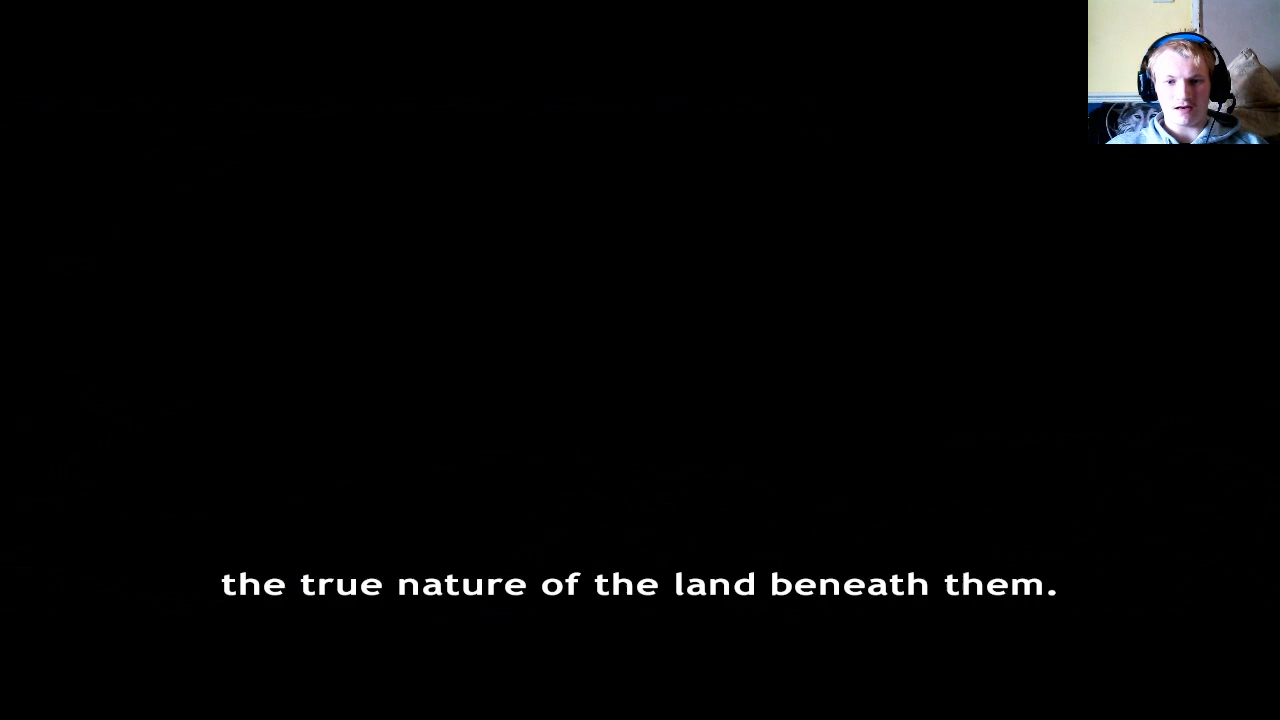 the true nature of the land beneath them.